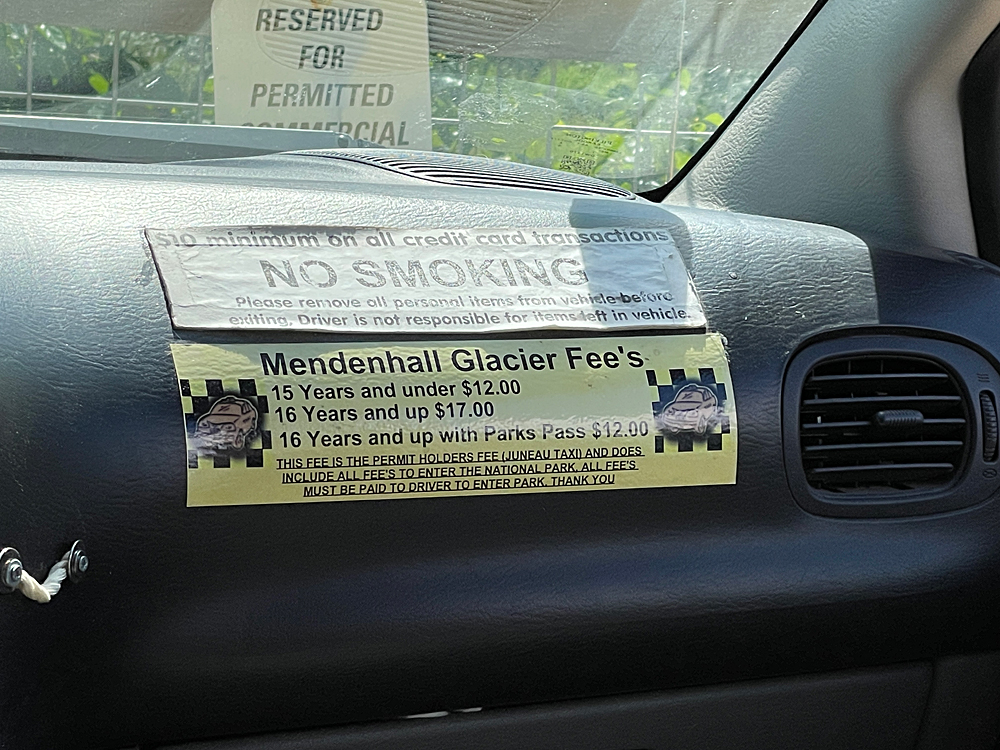 RESERVED
FOR
PERMITTED
COMMERCIAL
$10 minimum on all credit card transactions
NO SMOKING
Please remove all personal items from vehicle before
exiting, Driver is not responsible for items left in vehicle.
Mendenhall Glacier Fee's
15 Years and under $12.00
16 Years and up $17.00
16 Years and up with Parks Pass $12.00
THIS FEE IS THE PERMIT HOLDERS FEE (JUNEAU TAXI) AND DOES
INCLUDE ALL FEE'S TO ENTER THE NATIONAL PARK. ALL FEE'S
MUST BE PAID TO DRIVER TO ENTER PARK. THANK YOU